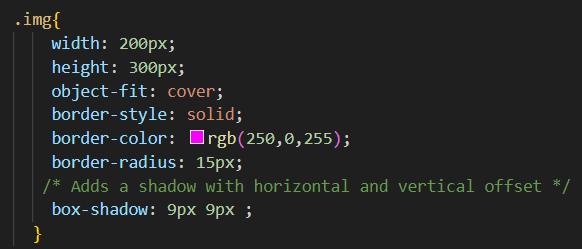 .img{
width: 200px;
height: 300px;
object-fit: cover;
border-style: solid;
border-color: rgb(250,0,255);
border-radius: 15px;
/* Adds a shadow with horizontal and vertical offset */
box-shadow: 9px 9px ;
}